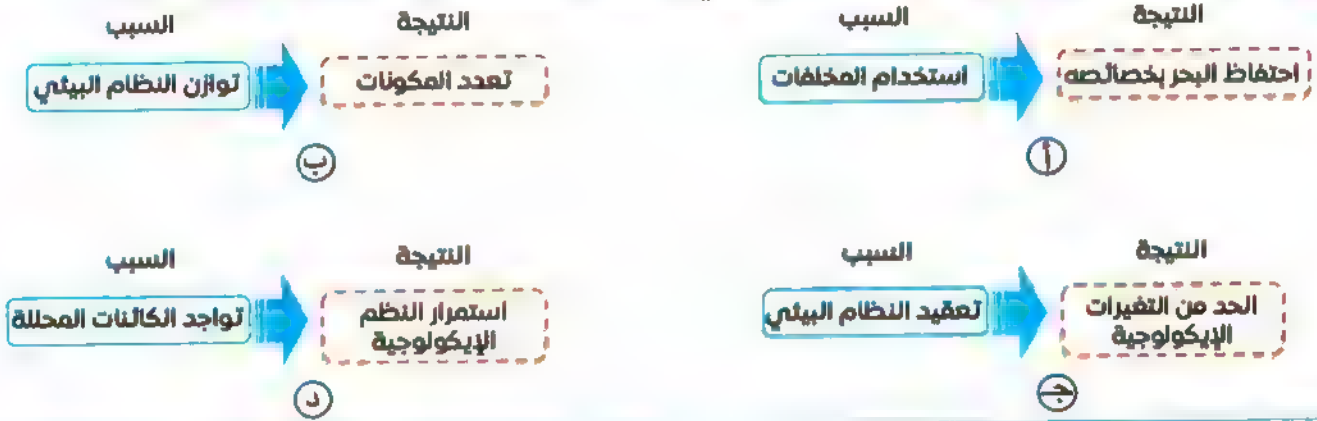 السبب
النتيجة
استخدام المخلفات
احتفاظ البحر بخصائصه
أ
السبب
النتيجة
توازن النظام البيئي
تعدد المكونات
ب
السبب
النتيجة
تعقيد النظام البيئي
الحد من التغيرات
الإيكولوجية
ج
السبب
النتيجة
تواجد الكائنات المحللة
استمرار النظم
الإيكولوجية
د